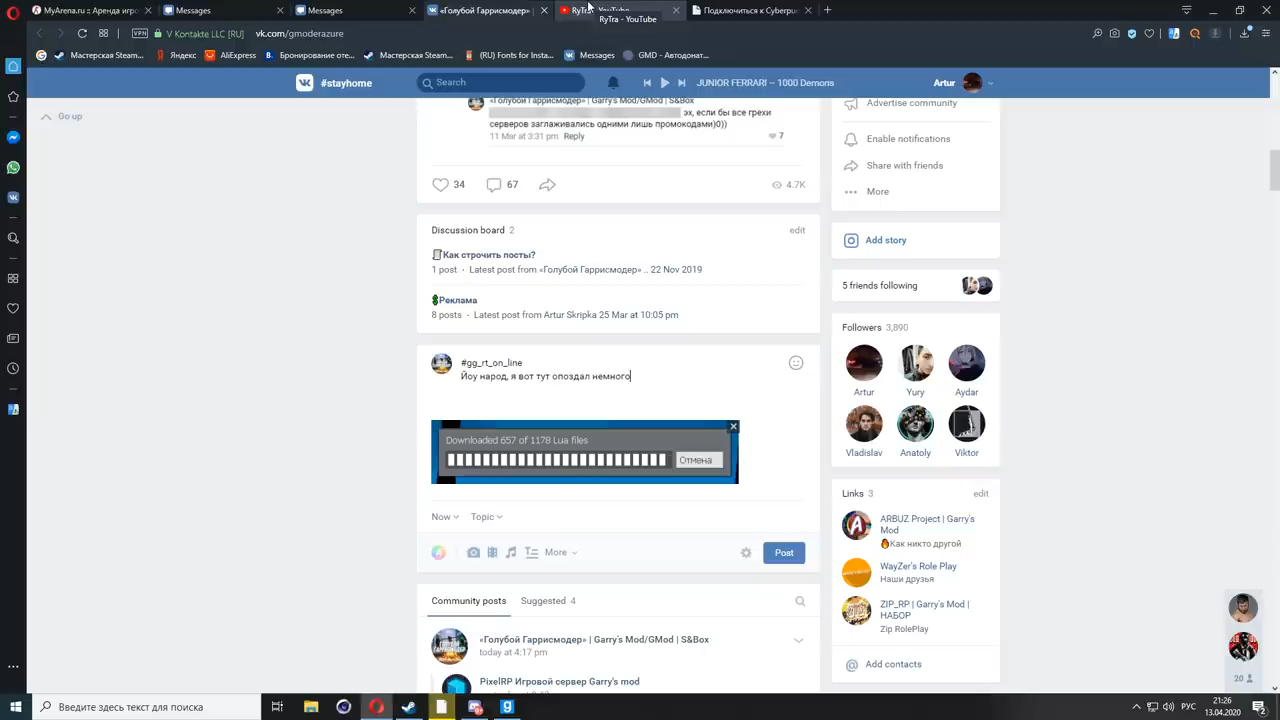 MyArena.ru :: Аренда иг
Messages
Messages
«Голубой Гаррисмодер» |
RyTra - YouTube
Подключиться к Cyberpu
RyTra - YouTube
VPN
V Kontakte LLC [RU]
vk.com/gmoderazure
Мастерская Steam:...
Яндекс
AliExpress
Bienvenidos - Bobro...
Steam Мастерская::...
(RU) Fonts for Insta...
Messages
GMD - Автодонат...
#stayhome
Search
JUNIOR FERRARI – 1000 Demons
Artur
Go up
«Голубой Гаррисмодер» | Garry's Mod/GMod | S&Box
эх, если бы все грехи
серверов заглаживались одними лишь промокодами)0))
11 Mar at 3:31 pm Reply
7
34
67
4.7K
Discussion board 2
edit
Как строчить посты?
1 post · Latest post from «Голубой Гаррисмодер» .. 22 Nov 2019
Реклама
8 posts · Latest post from Artur Skripka 25 Mar at 10:05 pm
#gg_rt_on_line
Йоу народ, я вот тут опоздал немного
Downloaded 657 of 1178 Lua files
Отмена
Now
Topic
More
Post
Community posts
Suggested 4
«Голубой Гаррисмодер» | Garry's Mod/GMod | S&Box
today at 4:17 pm
PixelRP Игровой сервер Garry's mod
Advertise community
Enable notifications
Share with friends
More
Add story
5 friends following
Followers 3,890
Artur
Yury
Aydar
Vladislav
Anatoly
Viktor
Links 3
edit
ARBUZ Project | Garry's
Mod
Как никто другой
WayZer's Role Play
Наши друзья
ZIP_RP | Garry's Mod |
НАБОР
Zip RolePlay
Add contacts
20
Введите здесь текст для поиска
РУС
21:26
13.04.2020
2